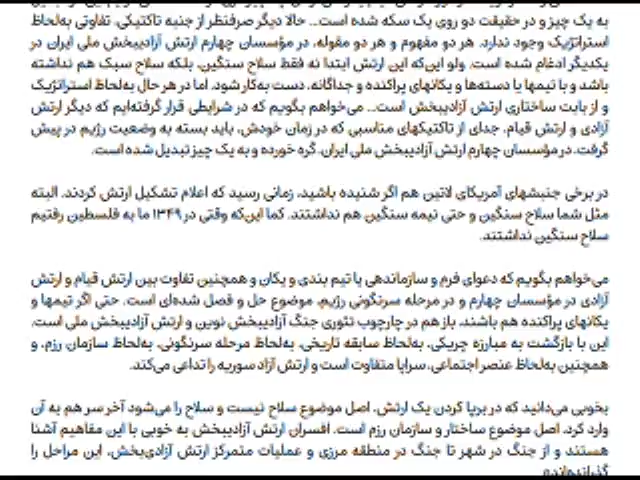 به یک چیز و در حقیقت دو روی یک سکه شده است... حالا دیگر صرفنظر از جنبه تاکتیکی، تفاوتی به‌لحاظ
استراتژیک وجود ندارد. هر دو مفهوم و هر دو مقوله، در مؤسسان چهارم ارتش آزادیبخش ملی ایران در
یکدیگر ادغام شده است. ولو این‌که این ارتش ابتدا نه فقط سلاح سنگین، بلکه سلاح سبک هم نداشته
باشد و با تیمها یا دسته‌ها و یکانهای پراکنده و جداگانه، دست به‌کار شود. اما در هر حال به‌لحاظ استراتژیک
و از بابت ساختاری ارتش آزادیبخش است... می‌خواهم بگویم که در شرایطی قرار گرفته‌ایم که دیگر ارتش
آزادی و ارتش قیام، جدای از تاکتیکهای مناسبی که در زمان خودش، باید بسته به وضعیت رژیم در پیش
گرفت، در مؤسسان چهارم ارتش آزادیبخش ملی ایران، گره خورده و به یک چیز تبدیل شده است.
در برخی جنبشهای آمریکای لاتین هم اگر شنیده باشید، زمانی رسید که اعلام تشکیل ارتش کردند. البته
مثل شما سلاح سنگین و حتی نیمه سنگین هم نداشتند. کما این‌که وقتی در ۱۳۴۹ ما به فلسطین رفتیم
سلاح سنگین نداشتند.
می‌خواهم بگویم که دعوای فرم و سازماندهی یا تیم بندی و یکان و همچنین تفاوت بین ارتش قیام و ارتش
آزادی در مؤسسان چهارم و در مرحله سرنگونی رژیم، موضوع حل و فصل شده‌ای است. حتی اگر تیمها و
یکانهای پراکنده هم باشند، باز هم در چارچوب تئوری جنگ آزادیبخش نوین و ارتش آزادیبخش ملی است.
این با بازگشت به مبارزه چریکی، به‌لحاظ سابقه تاریخی، به‌لحاظ مرحله سرنگونی، به‌لحاظ سازمان رزم، و
همچنین به‌لحاظ عنصر اجتماعی، سراپا متفاوت است و ارتش آزاد سوریه را تداعی می‌کند.
بخوبی می‌دانید که در برپا کردن یک ارتش، اصل موضوع سلاح نیست و سلاح را می‌شود آخر سر هم به آن
وارد کرد، اصل موضوع ساختار و سازمان رزم است. افسران ارتش آزادیبخش به خوبی با این مفاهیم آشنا
هستند و از جنگ در شهر تا جنگ در منطقه مرزی و عملیات متمرکز ارتش آزادی‌بخش، این مراحل را
گذرانده‌اند»